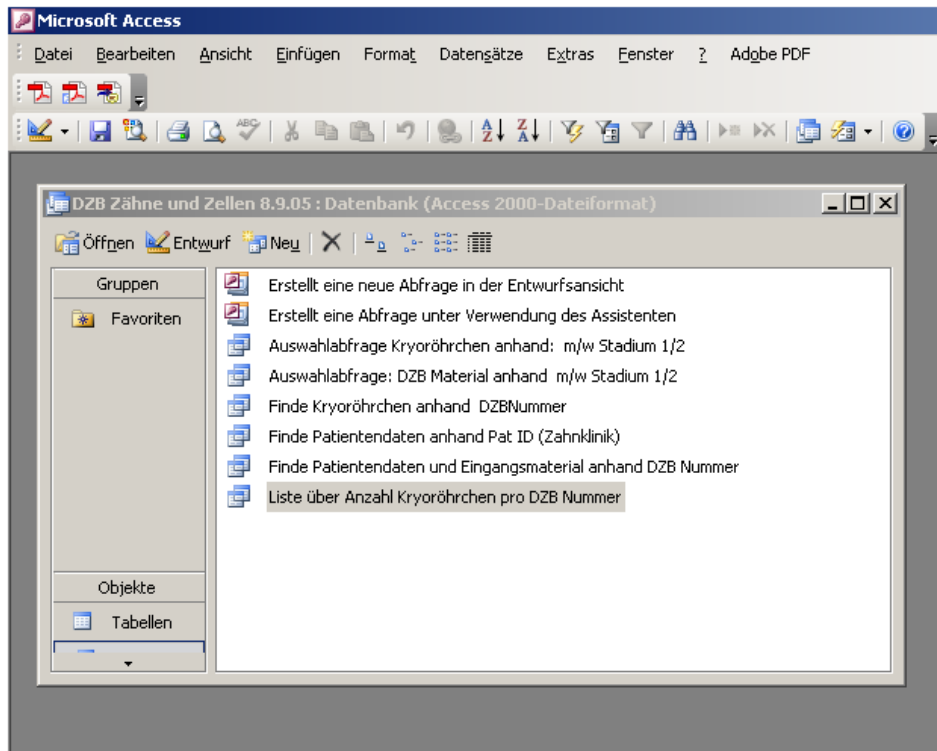 Microsoft Access
Datei Bearbeiten Ansicht Einfügen Format Datensätze Extras Fenster ? Adobe PDF
ABC A Z Z A
DZB Zähne und Zellen 8.9.05 : Datenbank (Access 2000-Dateiformat)
Öffnen Entwurf Neu
Gruppen
Favoriten
Objekte
Tabellen
Erstellt eine neue Abfrage in der Entwurfsansicht
Erstellt eine Abfrage unter Verwendung des Assistenten
Auswahlabfrage Kryoröhrchen anhand: m/w Stadium 1/2
Auswahlabfrage: DZB Material anhand m/w Stadium 1/2
Finde Kryoröhrchen anhand DZBNummer
Finde Patientendaten anhand Pat ID (Zahnklinik)
Finde Patientendaten und Eingangsmaterial anhand DZB Nummer
Liste über Anzahl Kryoröhrchen pro DZB Nummer